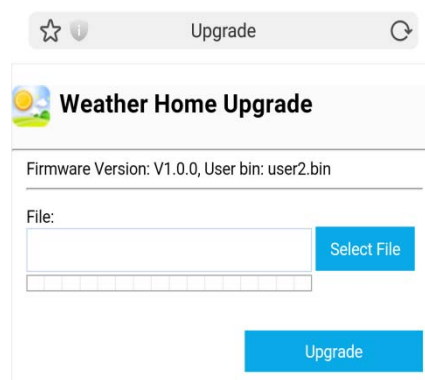 Upgrade
Weather Home Upgrade
Firmware Version: V1.0.0, User bin: user2.bin
File:
Select File
Upgrade